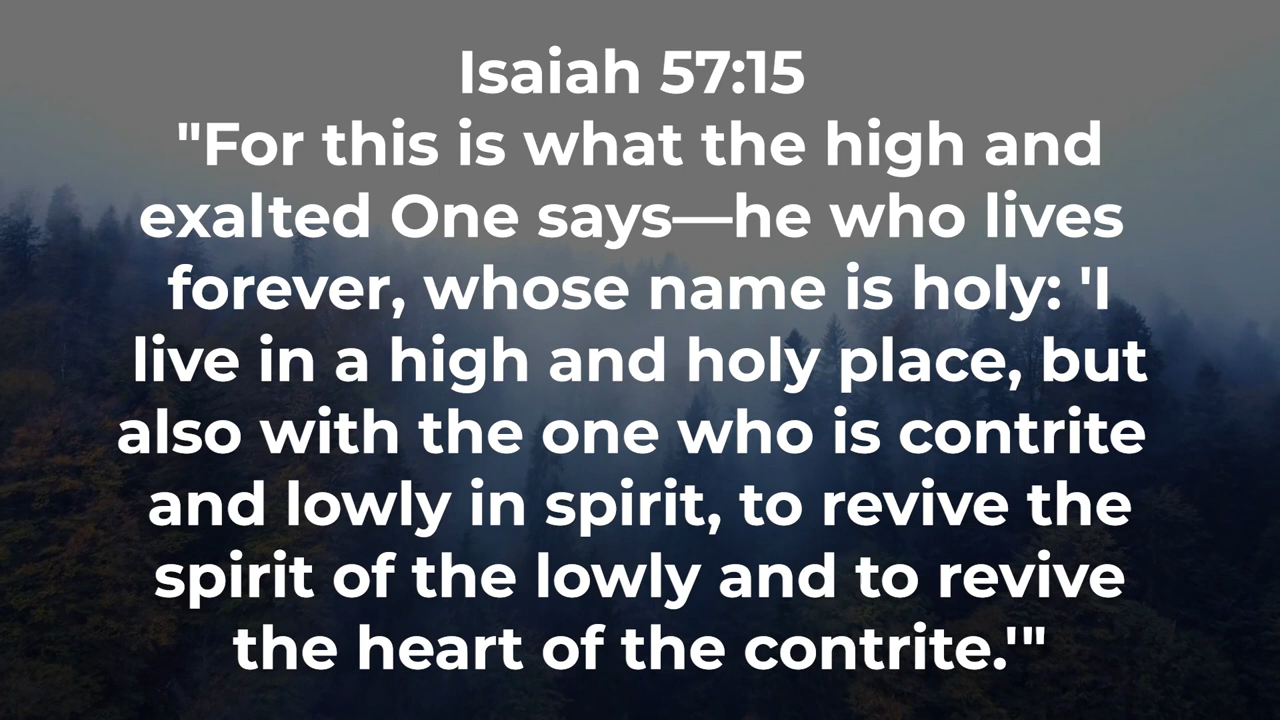 Isaiah 57:15
"For this is what the high and
exalted One says—he who lives
forever, whose name is holy: 'I
live in a high and holy place, but
also with the one who is contrite
and lowly in spirit, to revive the
spirit of the lowly and to revive
the heart of the contrite.'"